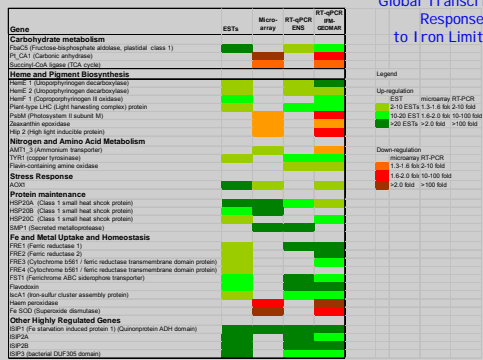 Global Transcri
Response
to Iron Limit
Gene
ESTs
Micro-array
RT-qPCR ENS
RT-qPCR IFM-GEOMAR
Carbohydrate metabolism
FbaC5 (Fructose-bisphosphate aldolase, plastidal class 1)
Pt_CA1 (Carbonic anhydrase)
Succinyl-CoA ligase (TCA cycle)
Heme and Pigment Biosynthesis
HemE 1 (Uroporphyrinogen decarboxylase)
HemE 2 (Uroporphyrinogen decarboxylase)
HemF 1 (Coproporphyrinogen III oxidase)
Plant-type LHC (Light harvesting complex) protein
PsbM (Photosystem II subunit M)
Zeaxanthin epoxidase
Hlip 2 (High light inducible protein)
Nitrogen and Amino Acid Metabolism
AMT1_3 (Ammonium transporter)
TYR1 (copper tyrosinase)
Flavin-containing amine oxidase
Stress Response
AOX1
Protein maintenance
HSP20A (Class 1 small heat shcok protein)
HSP20B (Class 1 small heat shcok protein)
HSP20C (Class 1 small heat shcok protein)
SMP1 (Secreted metalloprotease)
Fe and Metal Uptake and Homeostasis
FRE1 (Ferric reductase 1)
FRE2 (Ferric reductase 2)
FRE3 (Cytochrome b561 / ferric reductase transmembrane domain protein)
FRE4 (Cytochrome b561 / ferric reductase transmembrane domain protein)
FST1 (Ferrichrome ABC siderophore transporter)
Flavodoxin
IscA1 (Iron-sulfur cluster assembly protein)
Haem peroxidase
Fe SOD (Superoxide dismutase)
Other Highly Regulated Genes
ISIP1 (Fe starvation induced protein 1) (Quinonprotein ADH domain)
ISIP2A
ISIP2B
ISIP3 (bacterial DUF305 domain)
Legend
Up-regulation
EST microarray RT-PCR
2-10 ESTs 1.3-1.6 fold 2-10 fold
10-20 EST 1.6-2.0 fold 10-100 fold
>20 ESTs >2.0 fold >100 fold
Down-regulation
microarray RT-PCR
1.3-1.6 fold 2-10 fold
1.6-2.0 fold 10-100 fold
>2.0 fold >100 fold